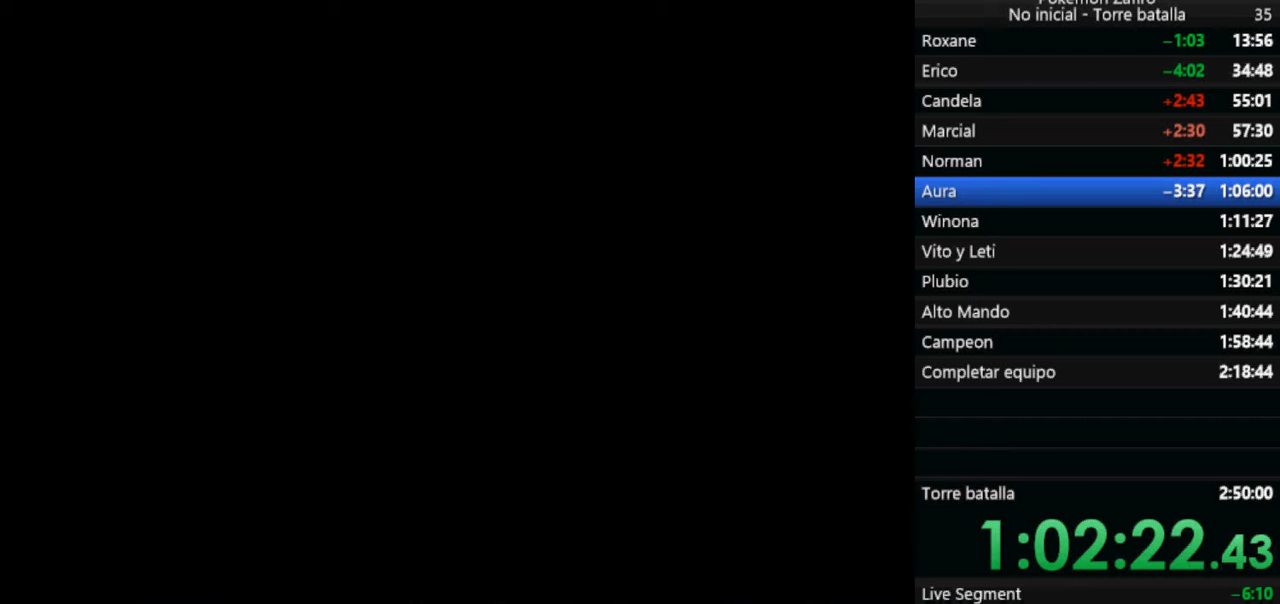 Pokemon Zafiro
No inicial - Torre batalla 35
Roxane −1:03 13:56
Erico −4:02 34:48
Candela +2:43 55:01
Marcial +2:30 57:30
Norman +2:32 1:00:25
Aura −3:37 1:06:00
Winona 1:11:27
Vito y Leti 1:24:49
Plubio 1:30:21
Alto Mando 1:40:44
Campeon 1:58:44
Completar equipo 2:18:44
Torre batalla 2:50:00
1:02:22.43
Live Segment −6:10